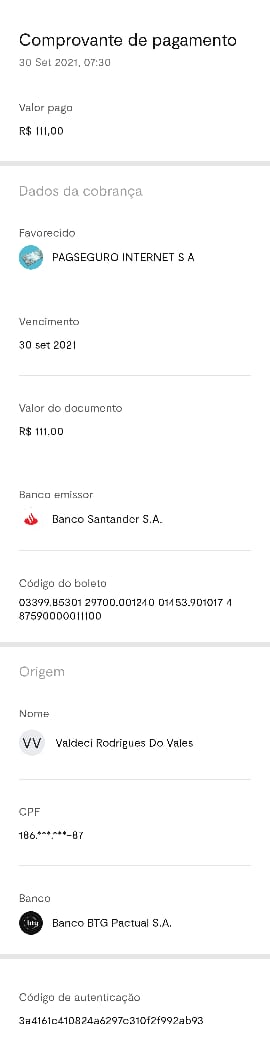 Comprovante de pagamento
30 Set 2021, 07:30
Valor pago
R$ 111,00
Dados da cobrança
Favorecido
PAGSEGURO INTERNET S A
Vencimento
30 set 2021
Valor do documento
R$ 111.00
Banco emissor
Banco Santander S.A.
Código do boleto
03399.85301 29700.001240 01453.901017 4
87590000011100
Origem
Nome
VV Valdeci Rodrigues Do Vales
CPF
186.***.***-87
Banco
btg Banco BTG Pactual S.A.
Código de autenticação
3a4161c410824a6297c310f2f992ab93